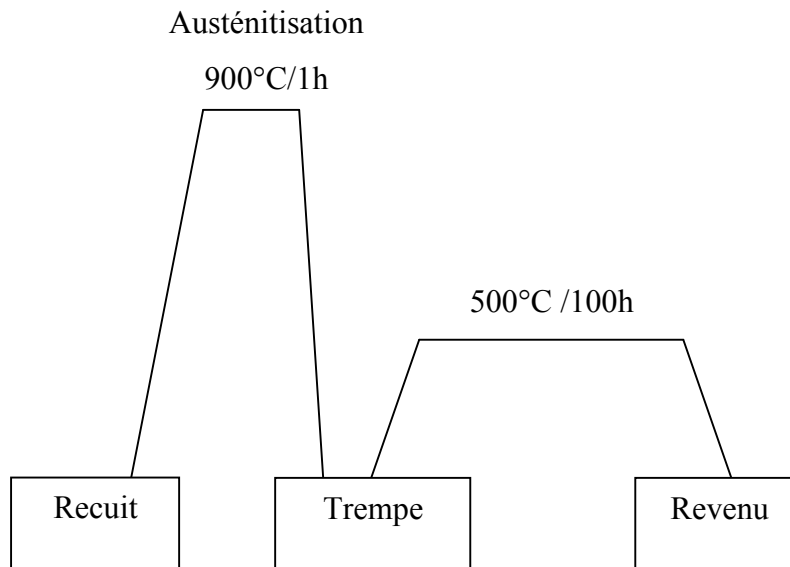 Austénitisation
900°C/1h
500°C /100h
Recuit
Trempe
Revenu